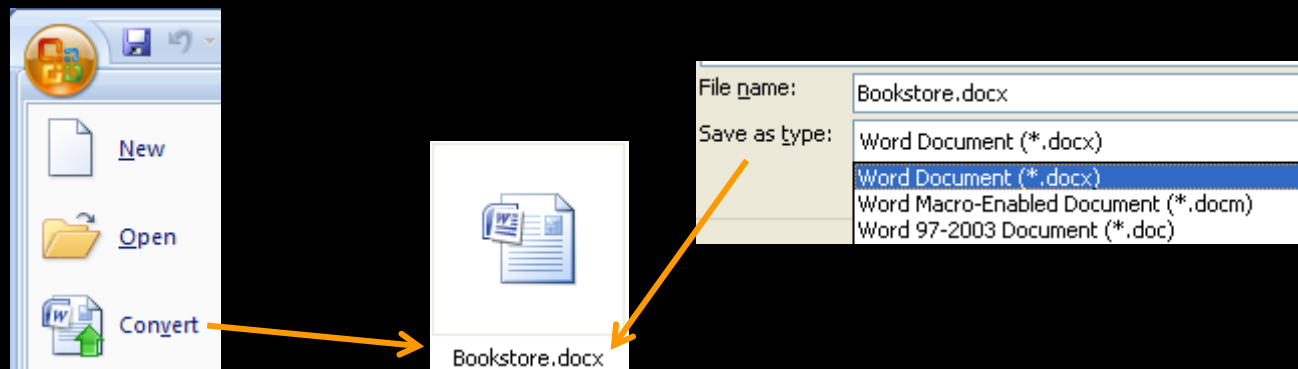 New
Open
Convert
Bookstore.docx
File name:
Bookstore.docx
Save as type:
Word Document (*.docx)
Word Document (*.docx)
Word Macro-Enabled Document (*.docm)
Word 97-2003 Document (*.doc)